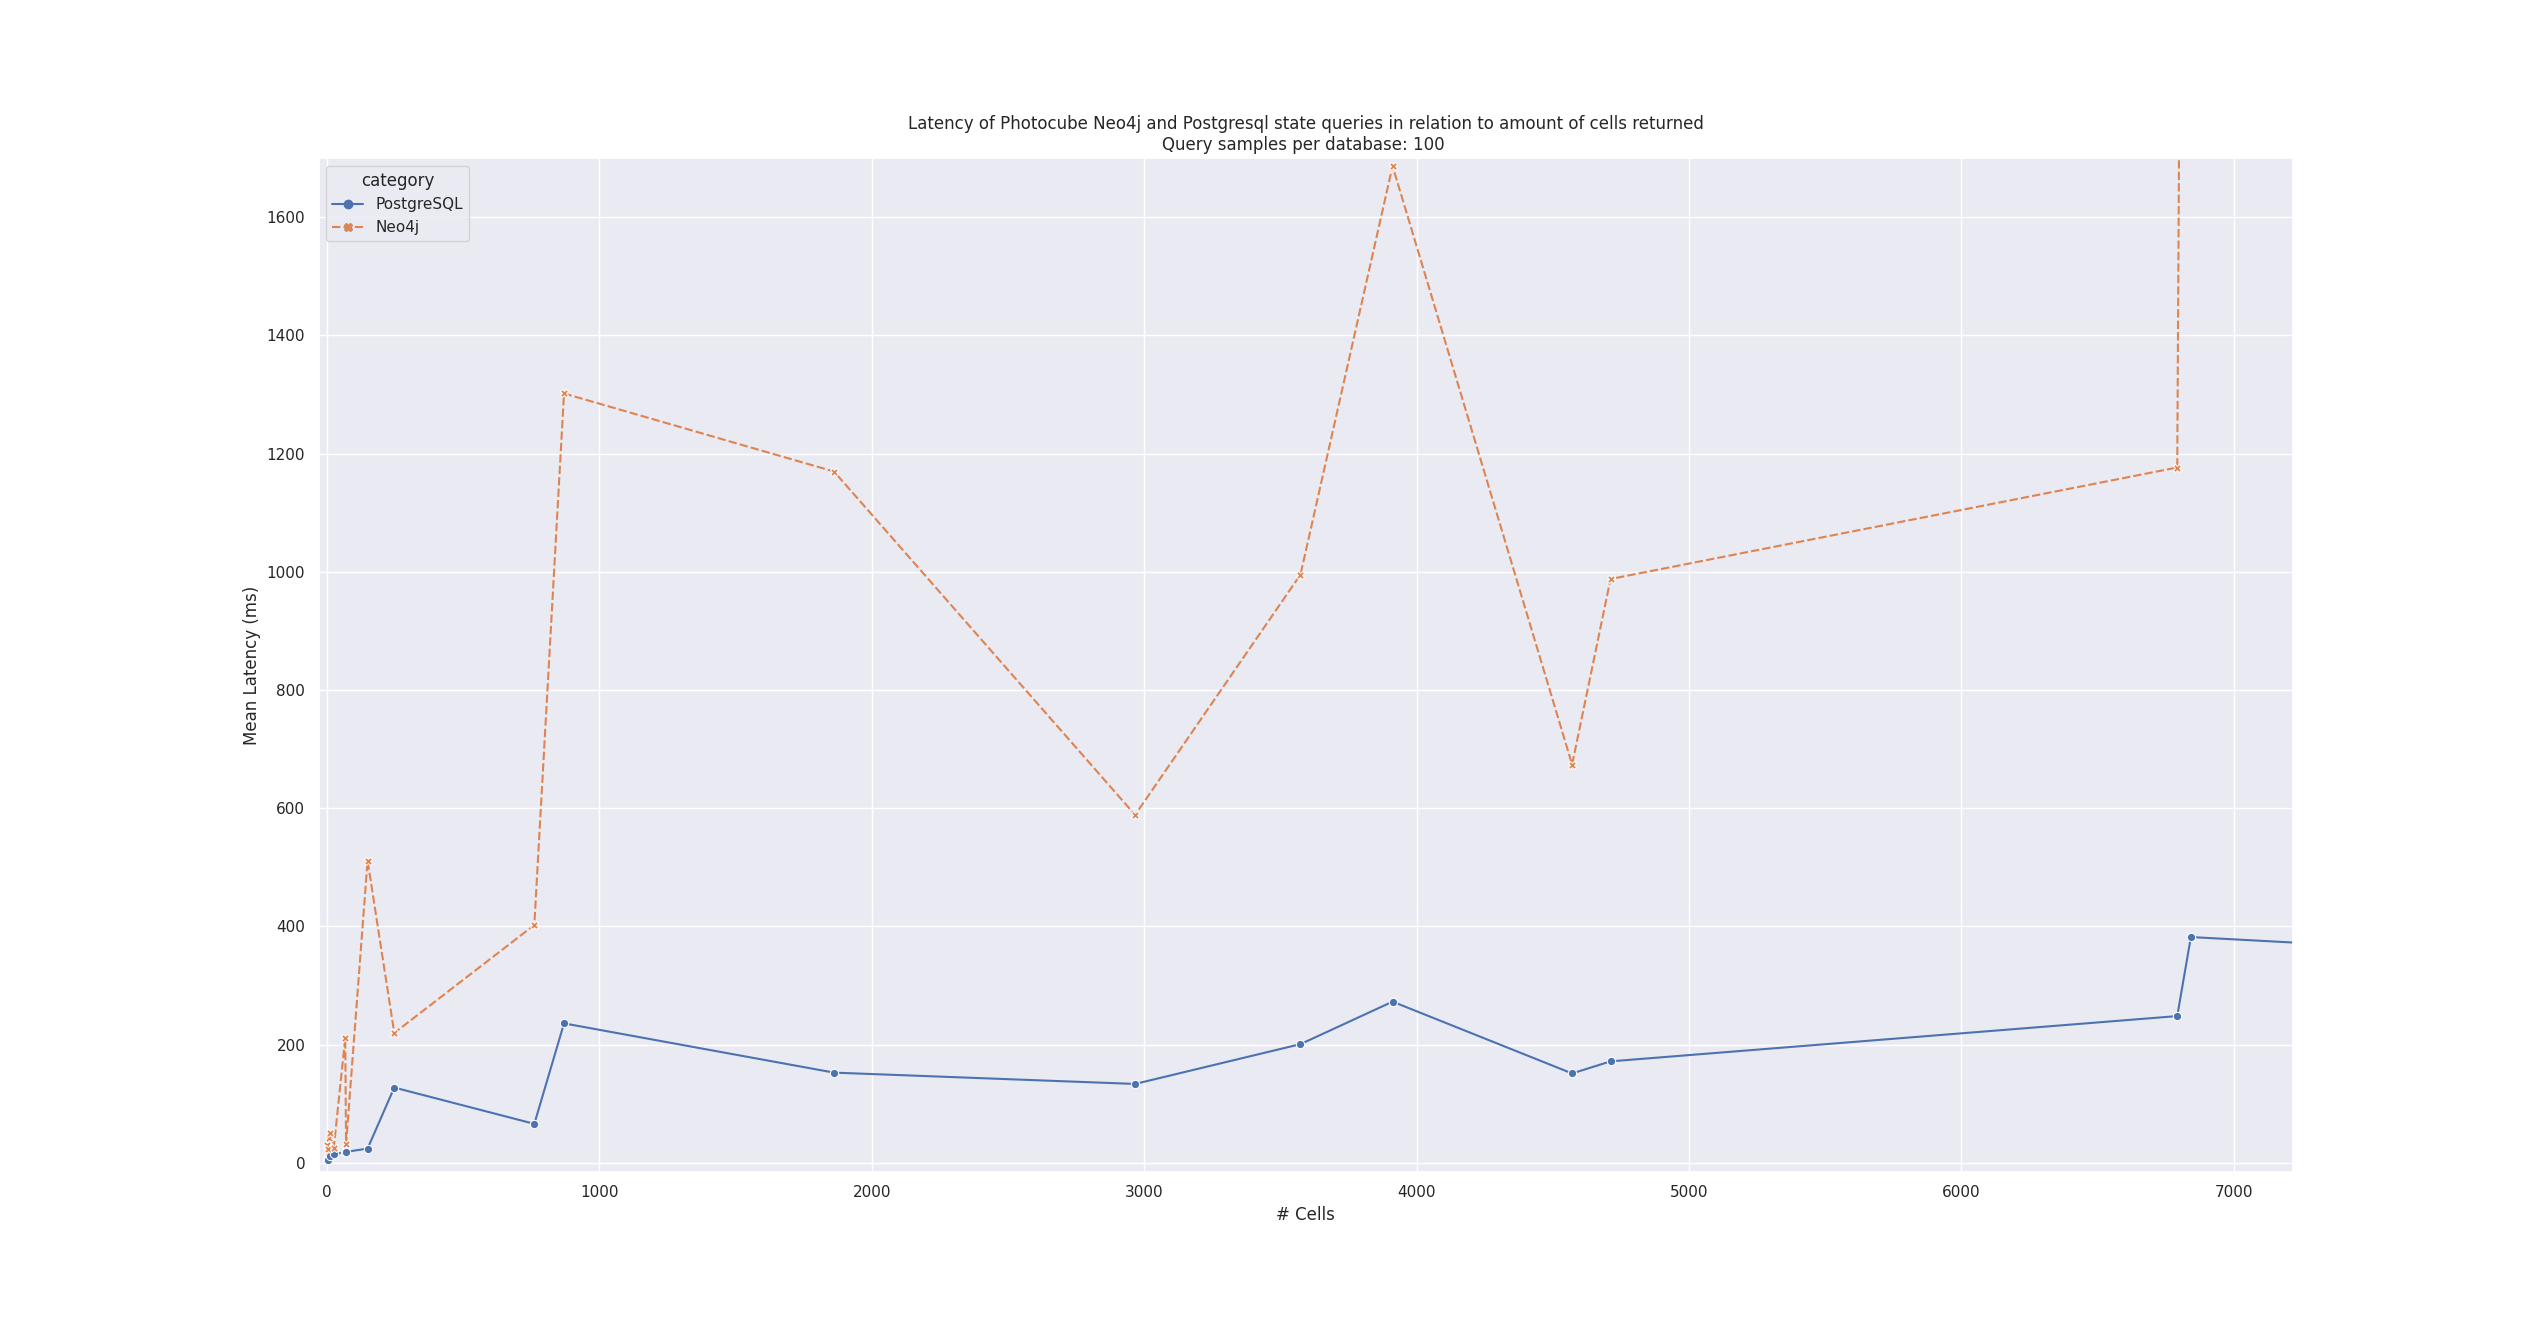 Latency of Photocube Neo4j and Postgresql state queries in relation to amount of cells returned
Query samples per database: 100
category
PostgreSQL
Neo4j
1600
1400
1200
1000
800
600
400
200
0
Mean Latency (ms)
0 1000 2000 3000 4000 5000 6000 7000
# Cells